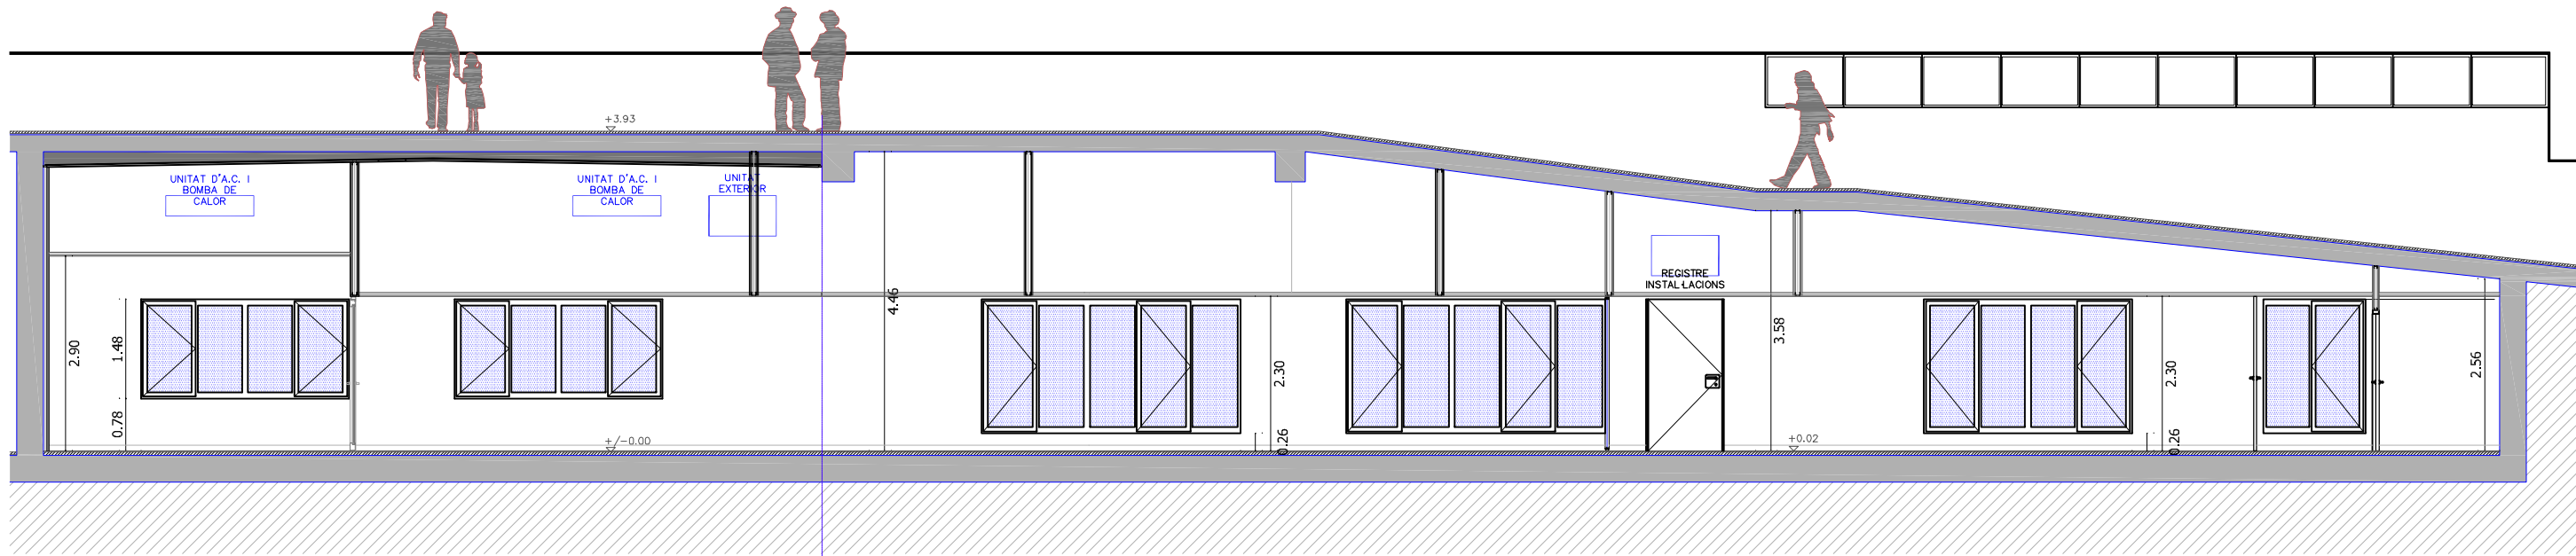 +3.93
UNITAT D'A.C. I
BOMBA DE
CALOR
UNITAT D'A.C. I
BOMBA DE
CALOR
UNITAT
EXTERIOR
REGISTRE
INSTAL·LACIONS
2.90
1.48
0.78
+/-0.00
4.46
2.30
0.26
3.58
+0.02
2.30
0.26
2.56